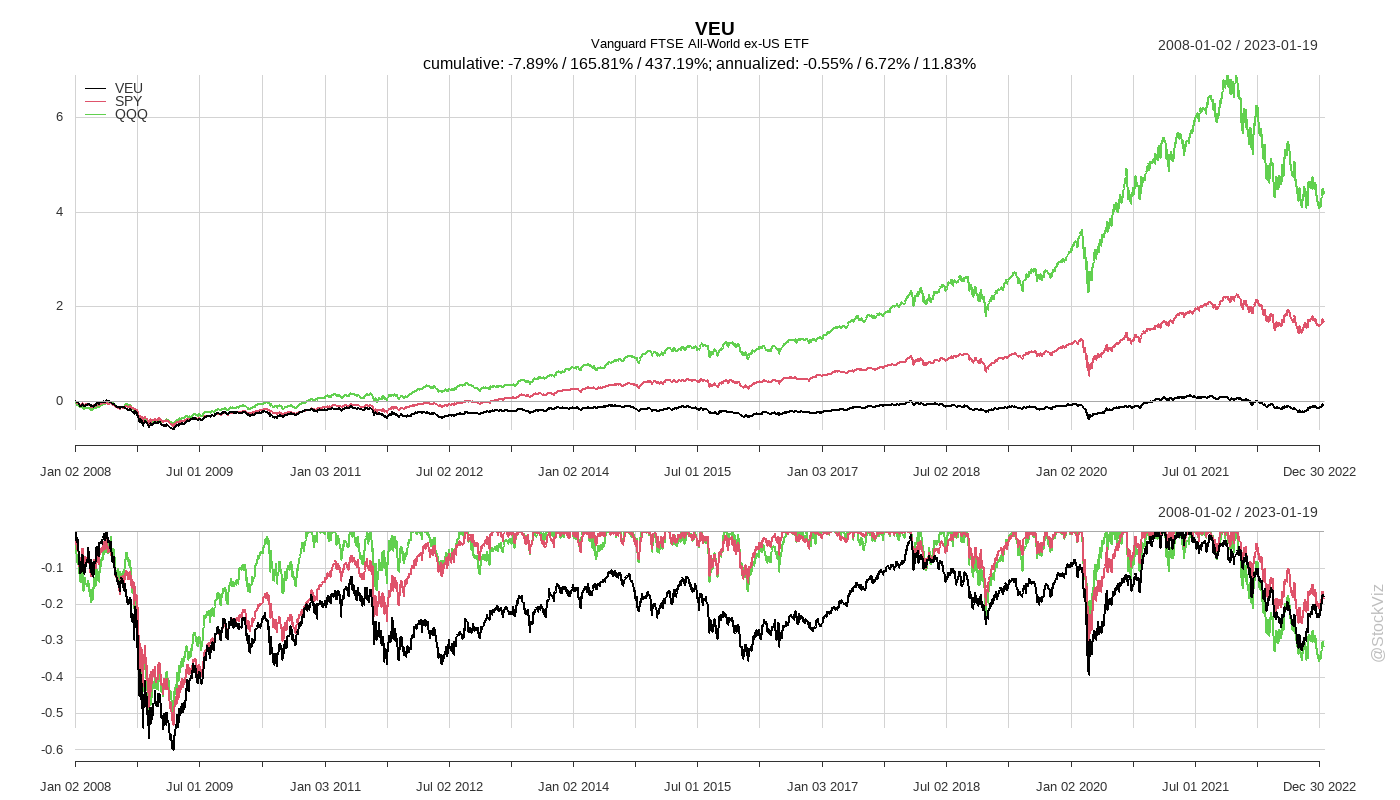 VEU
Vanguard FTSE All-World ex-US ETF
2008-01-02 / 2023-01-19
cumulative: -7.89% / 165.81% / 437.19%; annualized: -0.55% / 6.72% / 11.83%
VEU
SPY
QQQ
6
4
2
0
Jan 02 2008 Jul 01 2009 Jan 03 2011 Jul 02 2012 Jan 02 2014 Jul 01 2015 Jan 03 2017 Jul 02 2018 Jan 02 2020 Jul 01 2021 Dec 30 2022
2008-01-02 / 2023-01-19
-0.1
-0.2
-0.3
-0.4
-0.5
-0.6
Jan 02 2008 Jul 01 2009 Jan 03 2011 Jul 02 2012 Jan 02 2014 Jul 01 2015 Jan 03 2017 Jul 02 2018 Jan 02 2020 Jul 01 2021 Dec 30 2022
@StockViz